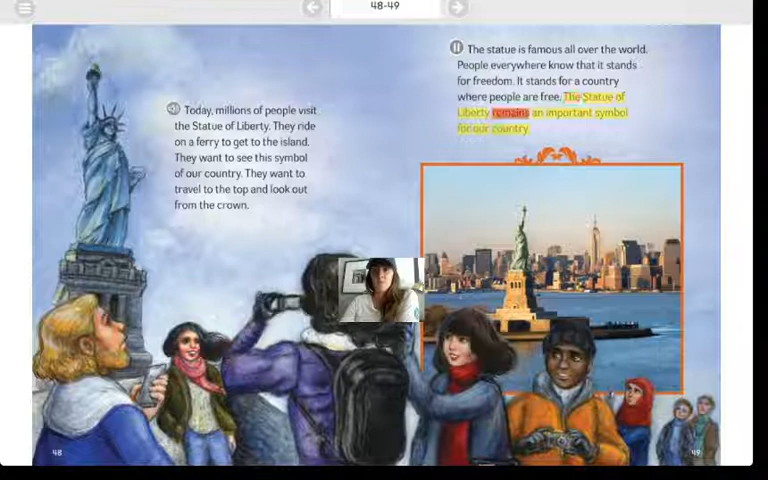 48-49
Today, millions of people visit
the Statue of Liberty. They ride
on a ferry to get to the island.
They want to see this symbol
of our country. They want to
travel to the top and look out
from the crown.
The statue is famous all over the world.
People everywhere know that it stands
for freedom. It stands for a country
where people are free. The Statue of
Liberty remains an important symbol
for our country.
48
49